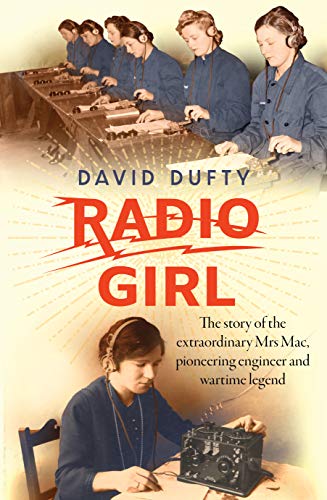 DAVID DUFTY
RADIO
GIRL
The story of the
extraordinary Mrs Mac,
pioneering engineer and
wartime legend